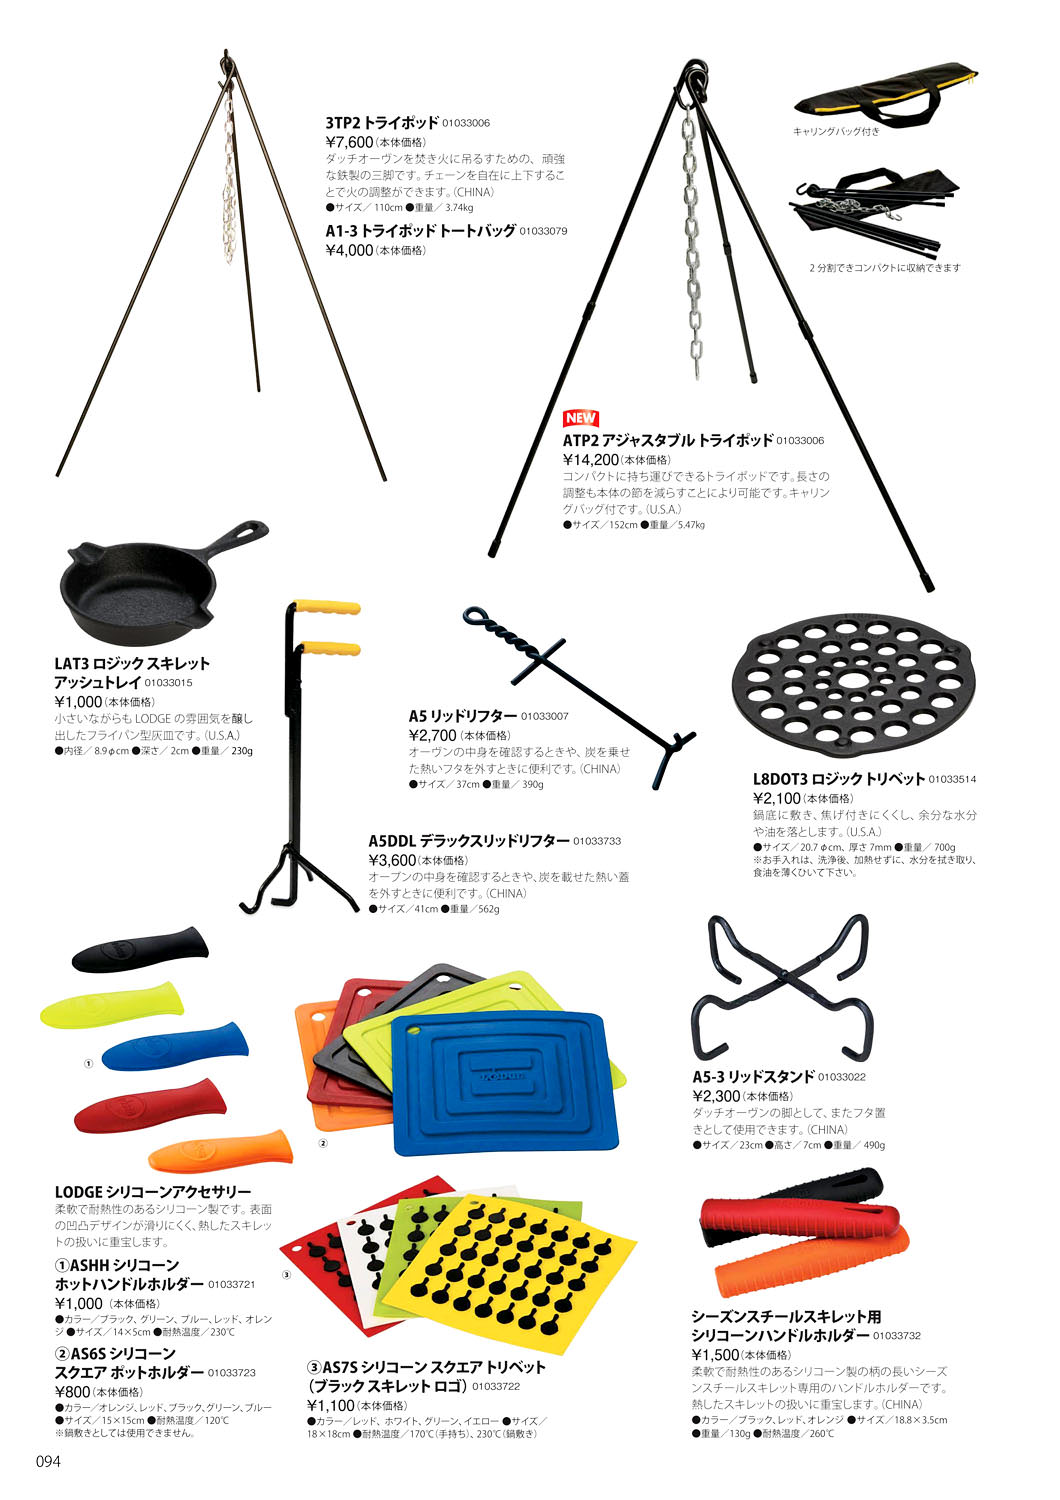 3TP2 トライポッド 01033006
¥7,600（本体価格）
ダッチオーヴンを焚き火に吊るすための、頑強
な鉄製の三脚です。チェーンを自在に上下するこ
とで火の調整ができます。（CHINA）
●サイズ／ 110cm ●重量／ 3.74kg
A1-3 トライポッド トートバッグ 01033079
¥4,000（本体価格）
キャリングバッグ付き
2 分割できコンパクトに収納できます
NEW
ATP2 アジャスタブル トライポッド 01033006
¥14,200（本体価格）
コンパクトに持ち運びできるトライポッドです。長さの
調整も本体の節を減らすことにより可能です。キャリン
グバッグ付です。（U.S.A.）
●サイズ／152cm ●重量／5.47kg
LAT3 ロジック スキレット
アッシュトレイ 01033015
¥1,000（本体価格）
小さいながらも LODGE の雰囲気を醸し
出したフライパン型灰皿です。（U.S.A.）
●内径／ 8.9φcm ●深さ／ 2cm ●重量／ 230g
A5 リッドリフター 01033007
¥2,700（本体価格）
オーヴンの中身を確認するときや、炭を乗せ
た熱いフタを外すときに便利です。（CHINA）
●サイズ／ 37cm ●重量／ 390g
L8DOT3 ロジック トリベット 01033514
¥2,100（本体価格）
鍋底に敷き、焦げ付きにくくし、余分な水分
や油を落とします。（U.S.A.）
●サイズ／ 20.7 φcm、厚さ 7mm ●重量／ 700g
※お手入れは、洗浄後、加熱せずに、水分を拭き取り、
食油を薄くひいて下さい。
A5DDL デラックスリッドリフター 01033733
¥3,600（本体価格）
オーブンの中身を確認するときや、炭を載せた熱い蓋
を外すときに便利です。（CHINA）
●サイズ／41cm ●重量／562g
①
②
LODGE
A5-3 リッドスタンド 01033022
¥2,300（本体価格）
ダッチオーヴンの脚として、またフタ置
きとして使用できます。（CHINA）
●サイズ／23cm ●高さ／7cm ●重量／ 490g
LODGE シリコーンアクセサリー
柔軟で耐熱性のあるシリコーン製です。表面
の凹凸デザインが滑りにくく、熱したスキレッ
トの扱いに重宝します。
①ASHH シリコーン
ホットハンドルホルダー 01033721
¥1,000 （本体価格）
●カラー／ブラック、グリーン、ブルー、レッド、オレン
ジ ●サイズ／14×5cm ●耐熱温度／230℃
②AS6S シリコーン
スクエア ポットホルダー 01033723
¥800（本体価格）
●カラー／オレンジ、レッド、ブラック、グリーン、ブルー
●サイズ／15×15cm ●耐熱温度／120℃
※鍋敷きとしては使用できません。
③
③AS7S シリコーン スクエア トリベット
（ブラック スキレット ロゴ） 01033722
¥1,100（本体価格）
●カラー／レッド、ホワイト、グリーン、イエロー ●サイズ／
18×18cm ●耐熱温度／170℃（手持ち）、230℃（鍋敷き）
シーズンスチールスキレット用
シリコーンハンドルホルダー 01033732
¥1,500（本体価格）
柔軟で耐熱性のあるシリコーン製の柄の長いシーズ
ンスチールスキレット専用のハンドルホルダーです。
熱したスキレットの扱いに重宝します。（CHINA）
●カラー／ブラック、レッド、オレンジ ●サイズ／18.8×3.5cm
●重量／130g ●耐熱温度／260℃
094